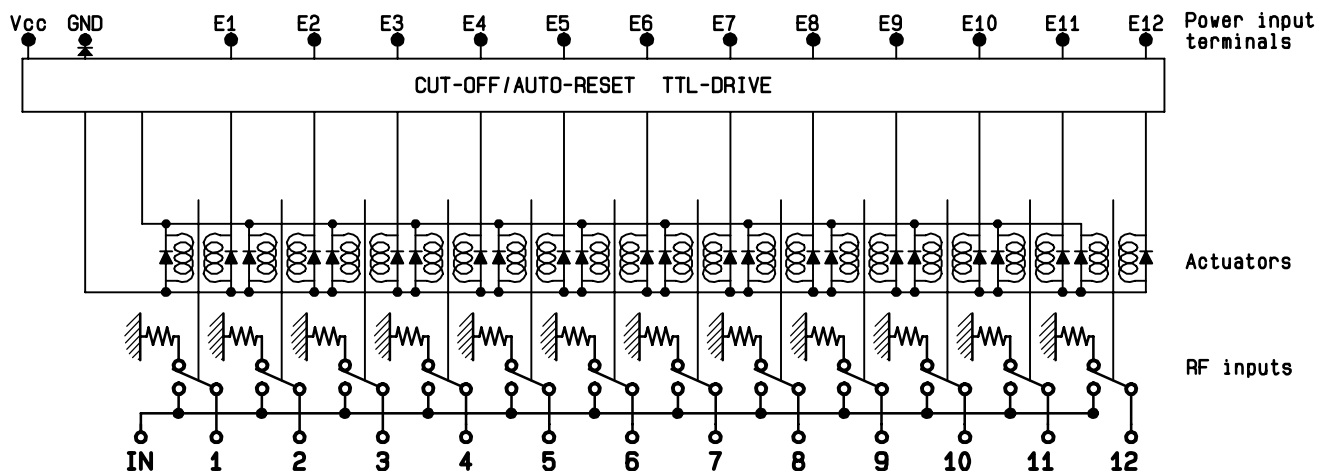 Vcc GND E1 E2 E3 E4 E5 E6 E7 E8 E9 E10 E11 E12 Power input
terminals
CUT-OFF/AUTO-RESET TTL-DRIVE
Actuators
RF inputs
IN 1 2 3 4 5 6 7 8 9 10 11 12